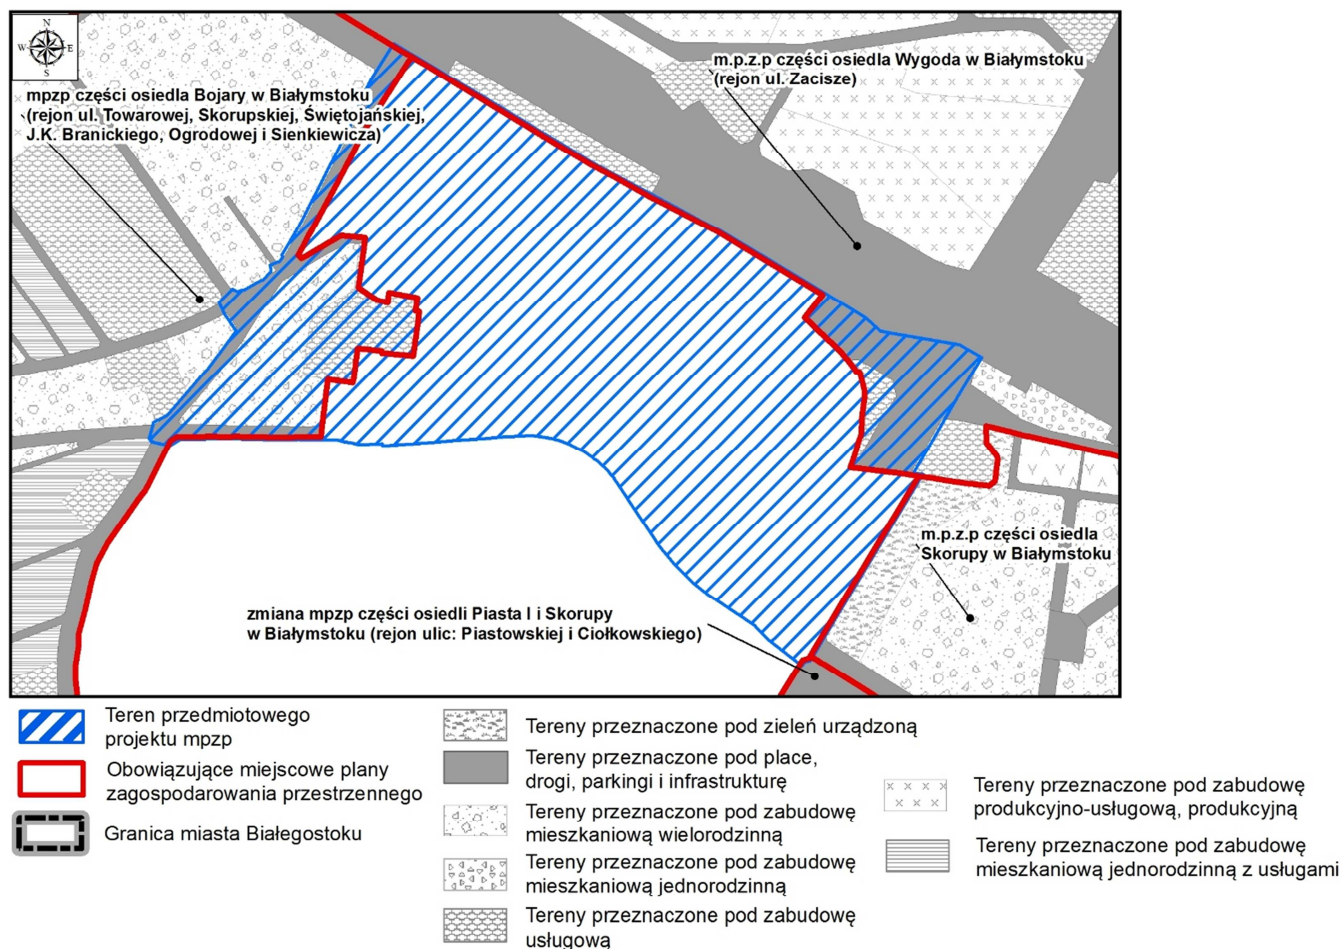 N
W E
S
m.p.z.p części osiedla Wygoda w Białymstoku
(rejon ul. Zacisze)
mpzp części osiedla Bojary w Białymstoku
(rejon ul. Towarowej, Skorupskiej, Świętojańskiej,
J.K. Branickiego, Ogrodowej i Sienkiewicza)
m.p.z.p części osiedla
Skorupy w Białymstoku
zmiana mpzp części osiedli Piasta I i Skorupy
w Białymstoku (rejon ulic: Piastowskiej i Ciołkowskiego)
Teren przedmiotowego
projektu mpzp
Obowiązujące miejscowe plany
zagospodarowania przestrzennego
Granica miasta Białegostoku
Tereny przeznaczone pod zieleń urządzoną
Tereny przeznaczone pod place,
drogi, parkingi i infrastrukturę
Tereny przeznaczone pod zabudowę
mieszkaniową wielorodzinną
Tereny przeznaczone pod zabudowę
mieszkaniową jednorodzinną
Tereny przeznaczone pod zabudowę
usługową
Tereny przeznaczone pod zabudowę
produkcyjno-usługową, produkcyjną
Tereny przeznaczone pod zabudowę
mieszkaniową jednorodzinną z usługami